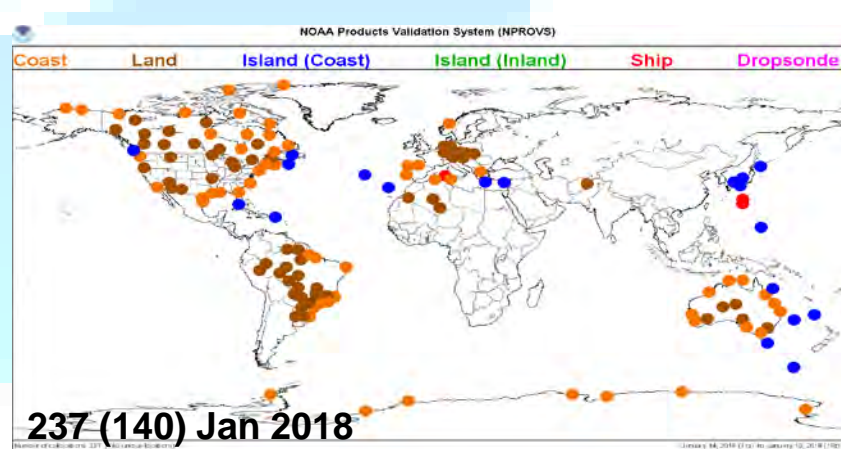 NOAA Products Validation System (NPROVS)
Coast Land Island (Coast) Island (Inland) Ship Dropsonde
237 (140) Jan 2018